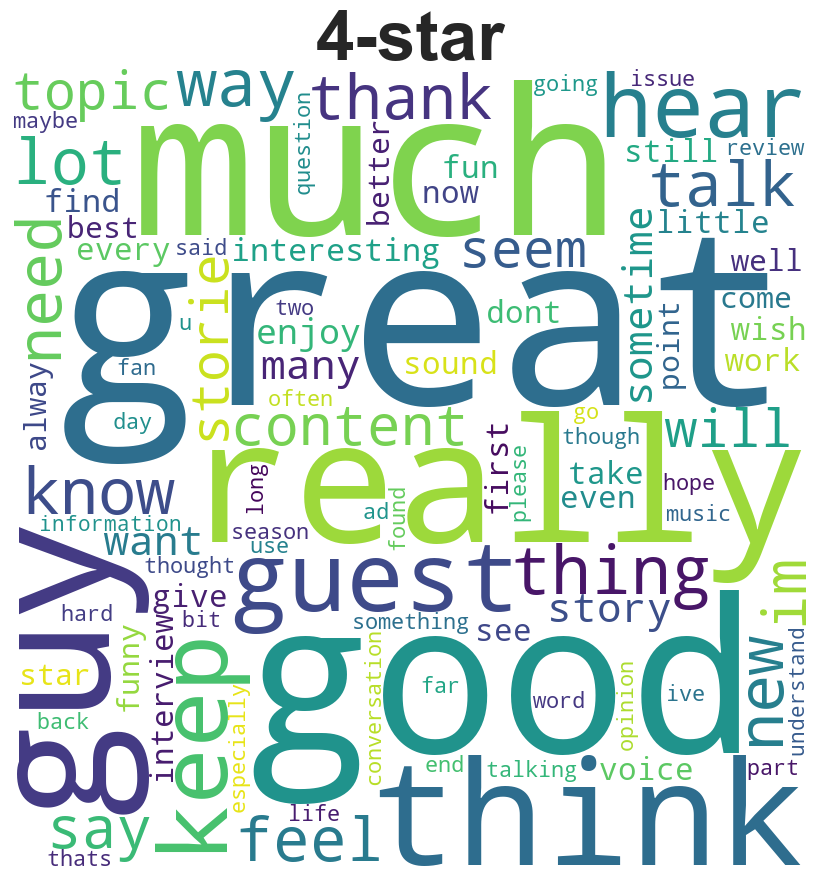 4-star
topic way thank going issue hear
maybe much question
lot better fun now still review talk
find best
need every said interesting seem sometime little well
great
storie u two enjoy dont come
fan many sound point wish work
alway day often content go will
really though
know long first please take even hope
information season ad found music
want use
guy thought guest thing im
hard give bit story
interview something see
star funny keep good new understand
back especially conversation far word ive opinion
end talking voice part
say life feel think
thats